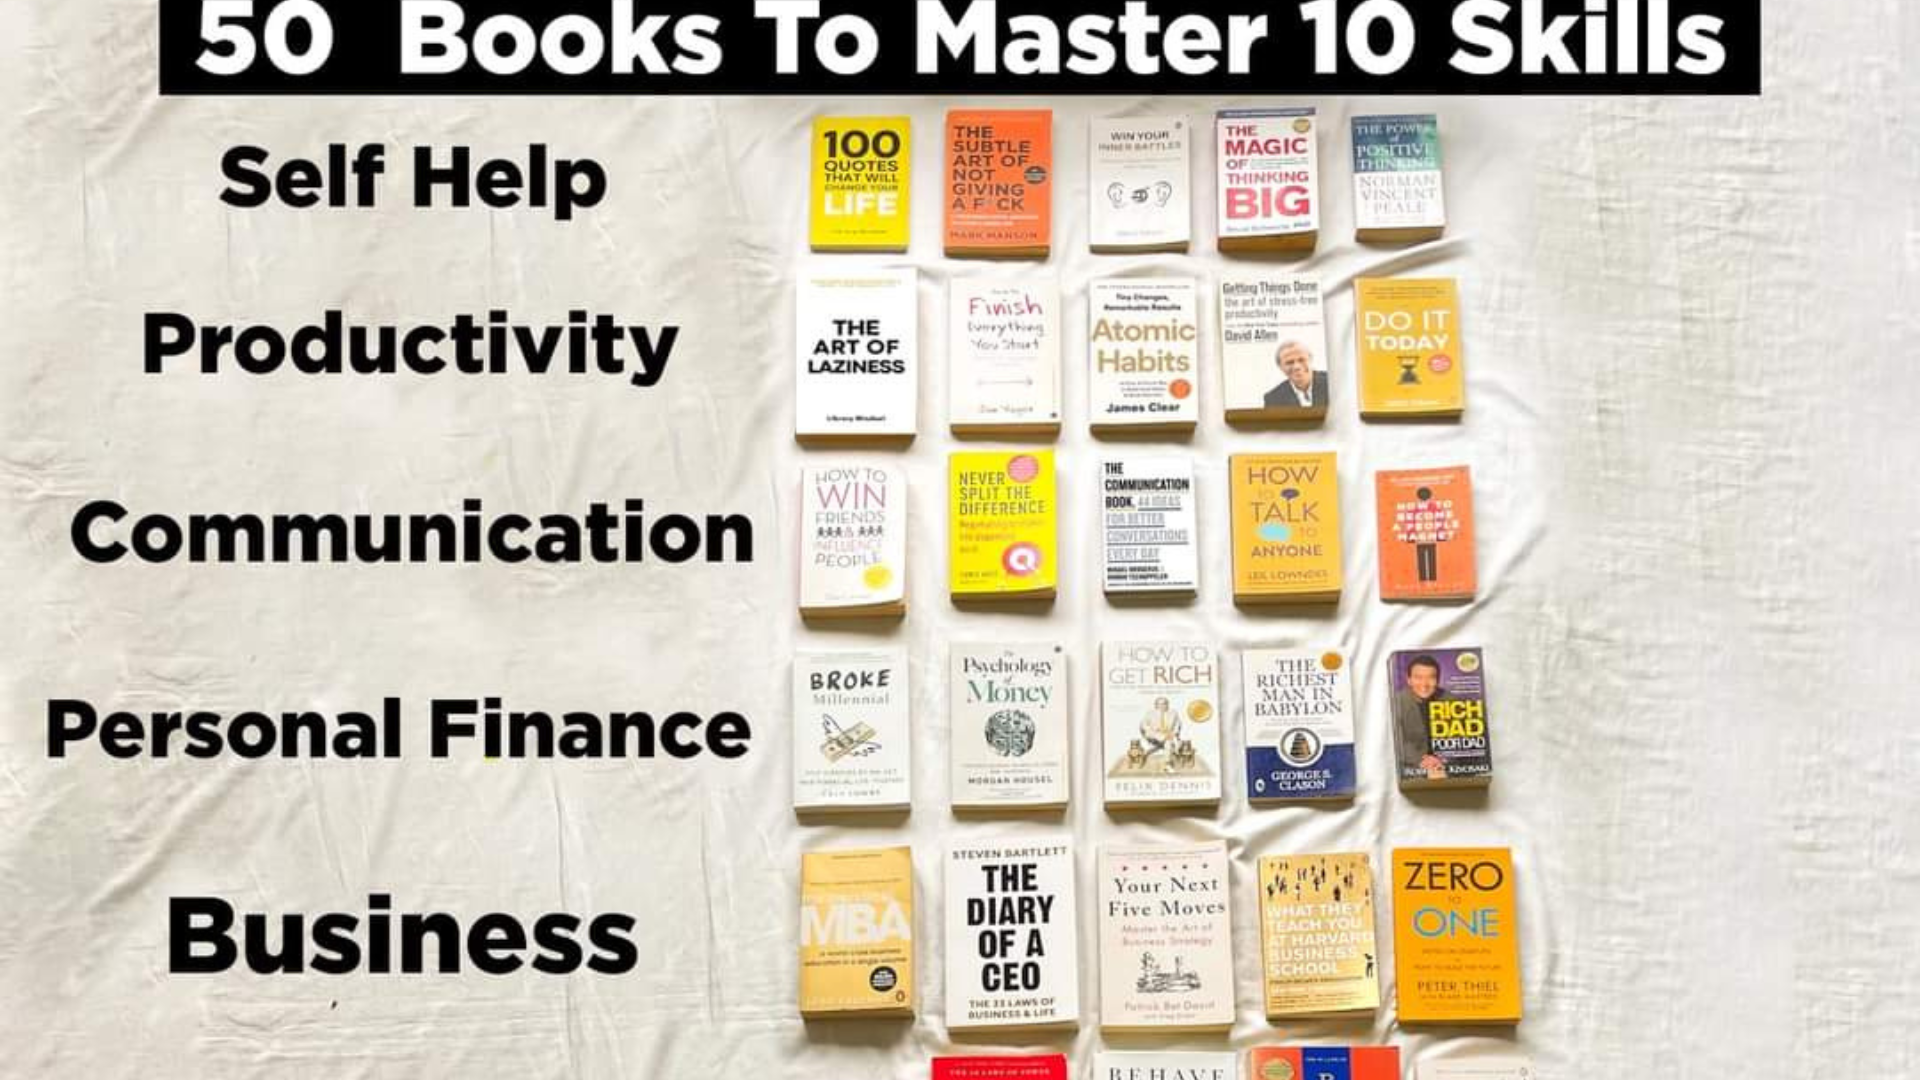 50 Books To Master 10 Skills
Self Help
100
QUOTES
THAT WILL
CHANGE YOUR
LIFE
THE
SUBTLE
ART OF
NOT
GIVING
A F CK
MARK MANSON
WIN YOUR
INNER BATTLES
THE
MAGIC
OF
THINKING
BIG
THE POWER
of
POSITIVE
THINKING
NORMAN
VINCENT
PEALE
Productivity
THE
ART OF
LAZINESS
Library Mindset
Finish
Everything
You Start
Tiny Changes,
Remarkable Results
Atomic
Habits
James Clear
Getting Things Done
the art of stress-free
productivity
David Allen
DO IT
TODAY
Communication
HOW TO
WIN
FRIENDS
&
INFLUENCE
PEOPLE
NEVER
SPLIT THE
DIFFERENCE
THE
COMMUNICATION
BOOK. 44 IDEAS
FOR BETTER
CONVERSATIONS
EVERY DAY
HOW
TO
TALK
TO
ANYONE
LEIL LOWNDES
HOW TO
BECOME
A PEOPLE
MAGNET
Personal Finance
BROKE
Millennial
The
Psychology
of
Money
MORGAN HOUSEL
HOW TO
GET RICH
FELIX DENNIS
THE
RICHEST
MAN IN
BABYLON
GEORGE S.
CLASON
RICH
DAD
POOR DAD
Business
MBA
STEVEN BARTLETT
THE
DIARY
OF A
CEO
THE 33 LAWS OF
BUSINESS & LIFE
Your Next
Five Moves
Master the Art of
Business Strategy
Patrick Bet-David
WHAT THEY
TEACH YOU
AT HARVARD
BUSINESS
SCHOOL
ZERO
TO
ONE
PETER THIEL
THE 48 LAWS OF POWER
BEHAVE